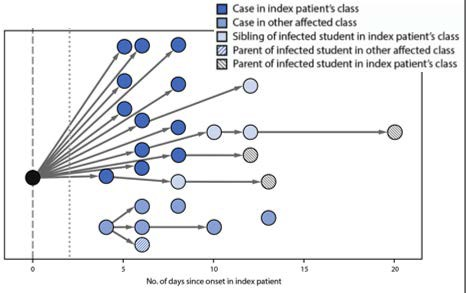 Case in index patient's class
Case in other affected class
Sibling of infected student in index patient's class
Parent of infected student in other affected class
Parent of infected student in index patient's class
0 5 10 15 20
No. of days since onset in index patient